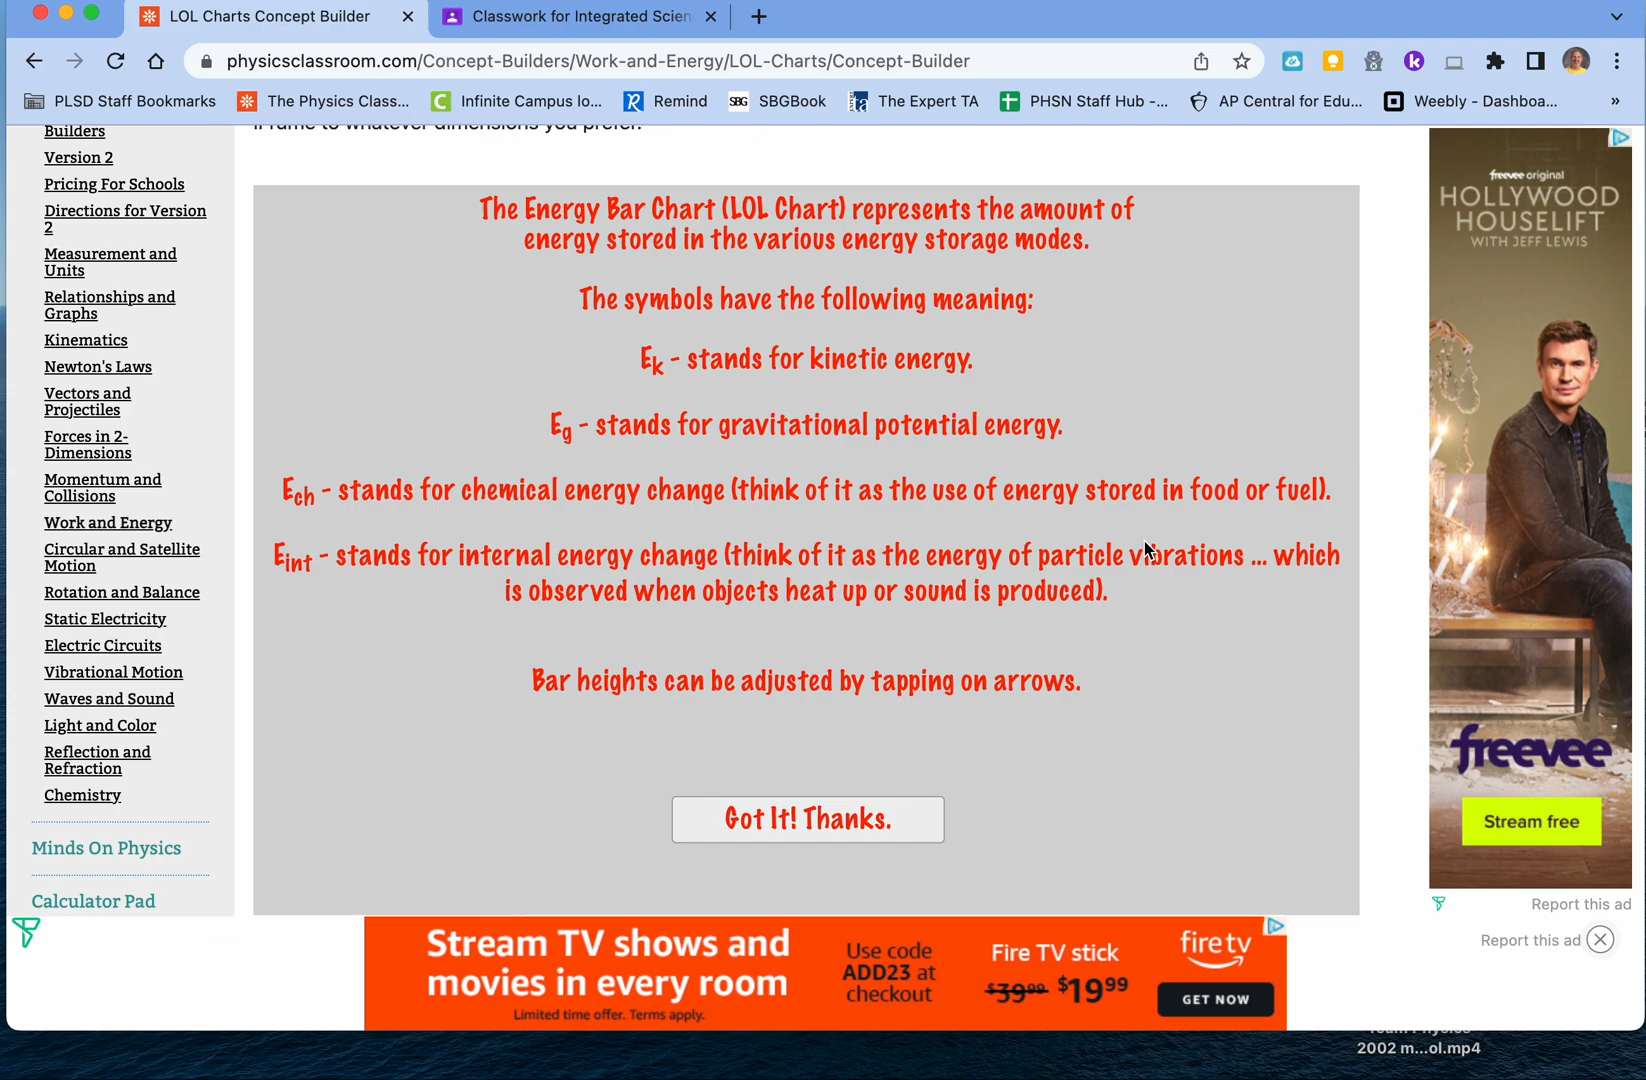 LOL Charts Concept Builder
Classwork for Integrated Scien
physicsclassroom.com/Concept-Builders/Work-and-Energy/LOL-Charts/Concept-Builder
PLSD Staff Bookmarks
The Physics Class...
Infinite Campus lo...
Remind
SBG
SBGBook
The Expert TA
PHSN Staff Hub -...
AP Central for Edu...
Weebly - Dashboa...
»
Builders
Version 2
Pricing For Schools
Directions for Version
2
Measurement and
Units
Relationships and
Graphs
Kinematics
Newton's Laws
Vectors and
Projectiles
Forces in 2-
Dimensions
Momentum and
Collisions
Work and Energy
Circular and Satellite
Motion
Rotation and Balance
Static Electricity
Electric Circuits
Vibrational Motion
Waves and Sound
Light and Color
Reflection and
Refraction
Chemistry
Minds On Physics
Calculator Pad
iFrame to whatever dimensions you prefer.
The Energy Bar Chart (LOL Chart) represents the amount of
energy stored in the various energy storage modes.
The symbols have the following meaning:
Ek - stands for kinetic energy.
Eg - stands for gravitational potential energy.
Ech - stands for chemical energy change (think of it as the use of energy stored in food or fuel).
Eint - stands for internal energy change (think of it as the energy of particle vibrations ... which
is observed when objects heat up or sound is produced).
Bar heights can be adjusted by tapping on arrows.
Got It! Thanks.
freevee original
HOLLYWOOD
HOUSELIFT
WITH JEFF LEWIS
freevee
Stream free
Report this ad
Report this ad
Stream TV shows and
movies in every room
Limited time offer. Terms apply.
Use code
ADD23 at
checkout
Fire TV stick
$39.99 $19.99
fire tv
GET NOW
2002 m...ol.mp4